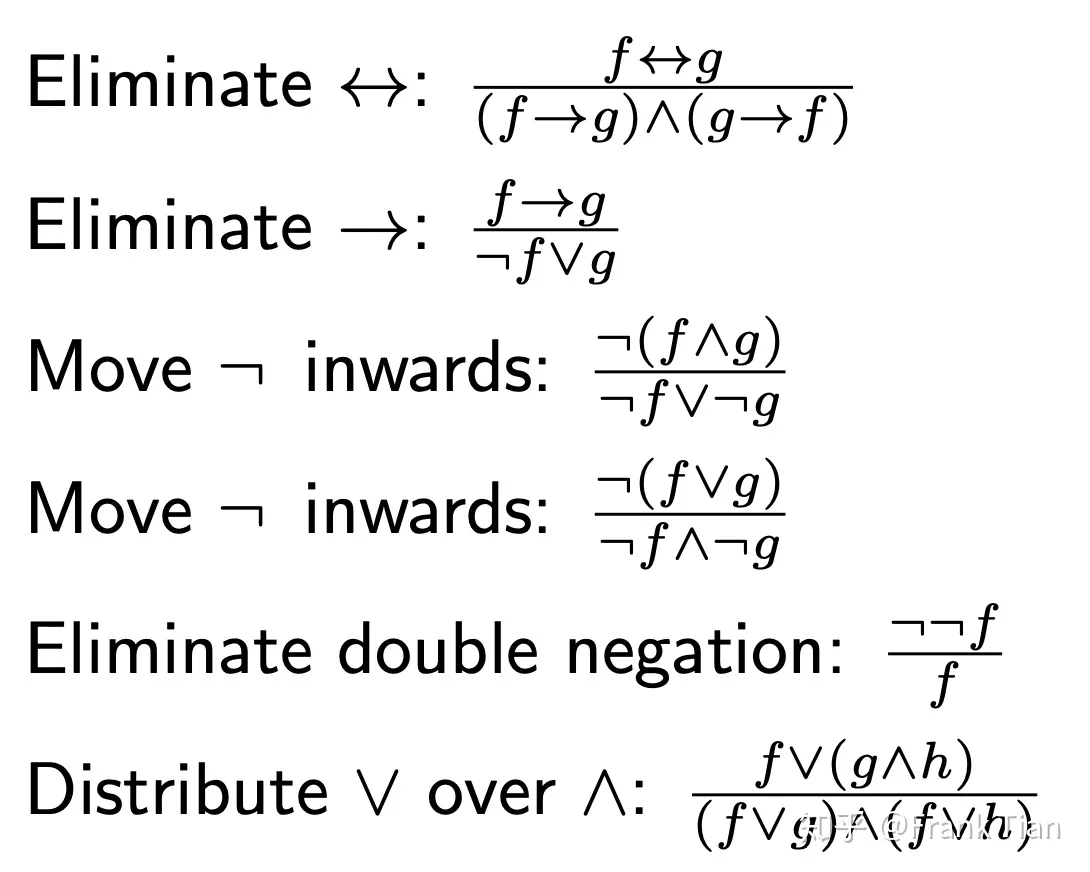 Eliminate ↔: f↔g / (f→g)∧(g→f)
Eliminate →: f→g / ¬f∨g
Move ¬ inwards: ¬(f∧g) / ¬f∨¬g
Move ¬ inwards: ¬(f∨g) / ¬f∧¬g
Eliminate double negation: ¬¬f / f
Distribute ∨ over ∧: f∨(g∧h) / (f∨g)∧(f∨h)
知乎 @Frank Tian